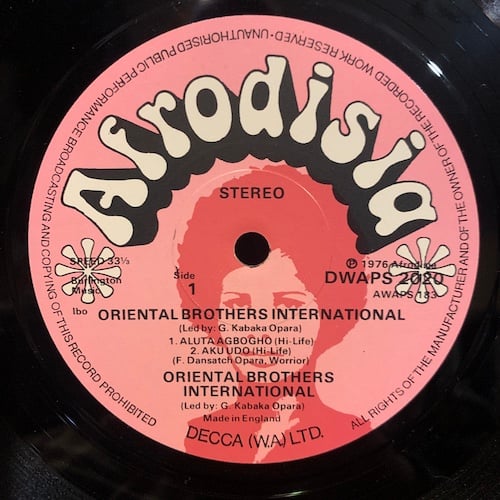 UNAUTHORISED PUBLIC PERFORMANCE BROADCASTING AND COPYING OF THIS RECORD PROHIBITED
ALL RIGHTS OF THE MANUFACTURER AND OF THE OWNER OF THE RECORDED WORK RESERVED ·
Afrodisia
STEREO
SPEED 33⅓
Burlington
Music
Ibo
Side
1
℗ 1976 Afrodisia
DWAPS 2020
AWAPS 183
ORIENTAL BROTHERS INTERNATIONAL
(Led by: G. Kabaka Opara)
1. ALUTA AGBOGHO (Hi-Life)
2. AKU UDO (Hi-Life)
(F. Dansatch Opara, Worrior)
ORIENTAL BROTHERS
INTERNATIONAL
(Led by: G. Kabaka Opara)
Made in England
DECCA (W.A.) LTD.